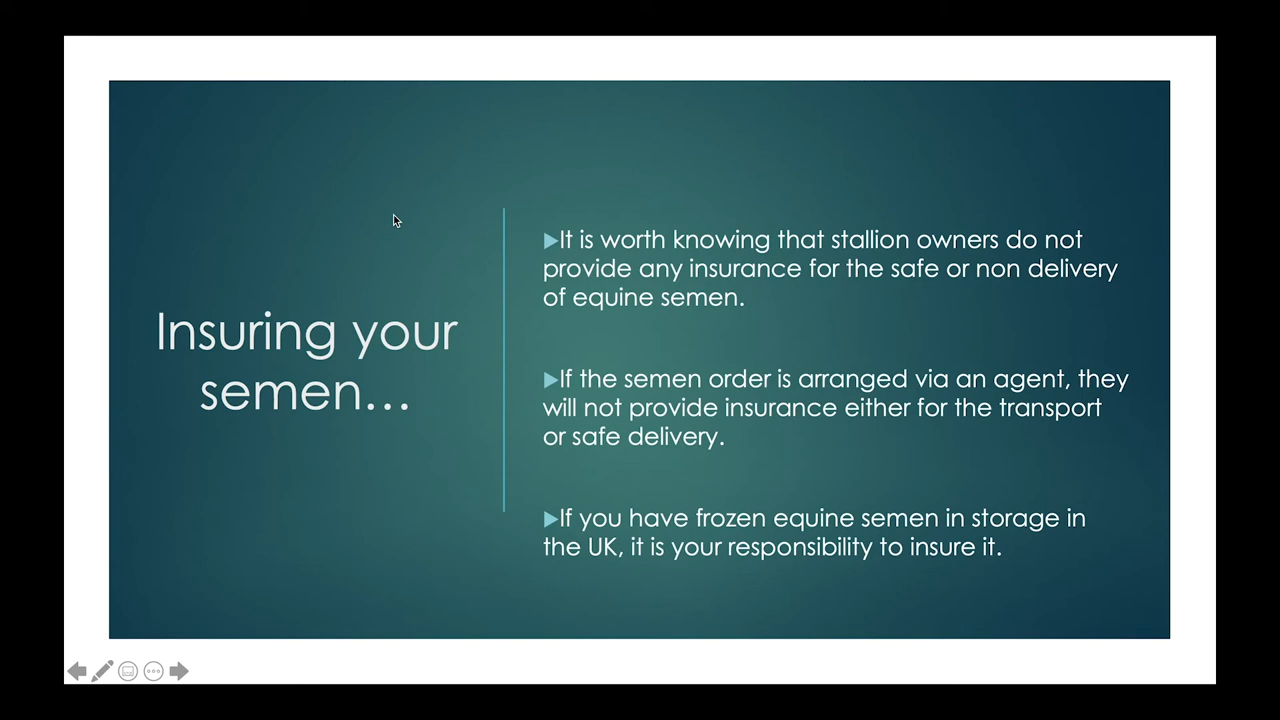 Insuring your
semen...
▶It is worth knowing that stallion owners do not
provide any insurance for the safe or non delivery
of equine semen.
▶If the semen order is arranged via an agent, they
will not provide insurance either for the transport
or safe delivery.
▶If you have frozen equine semen in storage in
the UK, it is your responsibility to insure it.